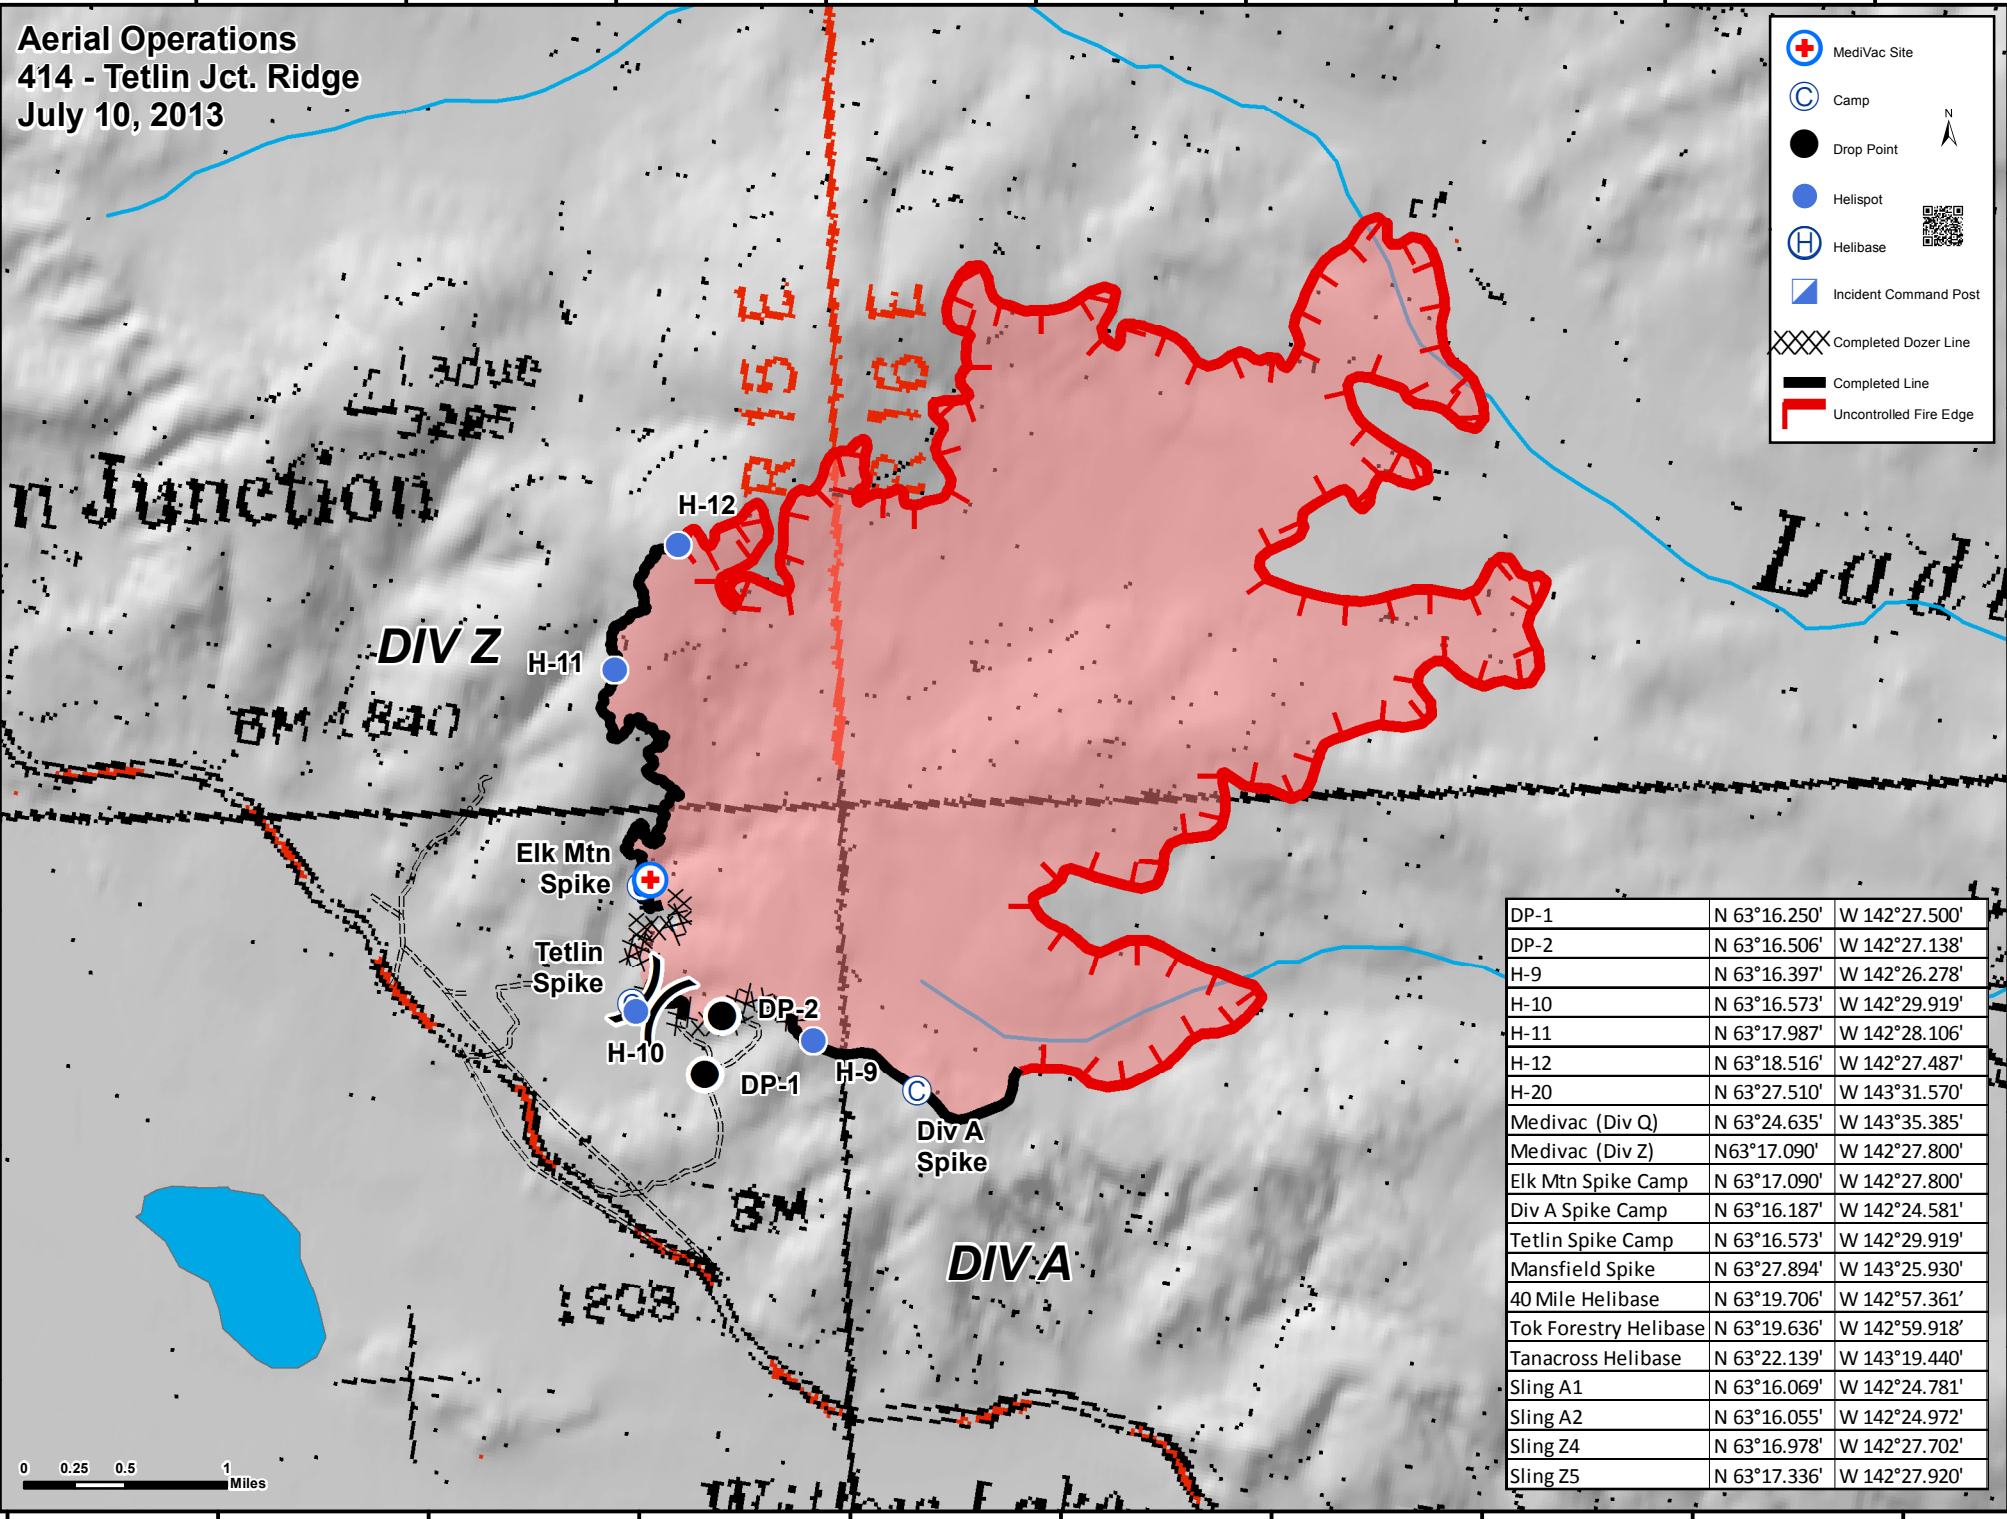 Aerial Operations
414 - Tetlin Jct. Ridge
July 10, 2013
MediVac Site
Camp
N
Drop Point
Helispot
Helibase
Incident Command Post
Completed Dozer Line
Completed Line
Uncontrolled Fire Edge
R 15 E
R 16 E
Ladue
3285
n Junction
H-12
Lad
DIV Z
H-11
BM 1840
Elk Mtn
Spike
Tetlin
Spike
DP-2
H-10
H-9
DP-1
Div A
Spike
BM
DIV A
1808
0 0.25 0.5 1
Miles
DP-1 N 63°16.250' W 142°27.500'
DP-2 N 63°16.506' W 142°27.138'
H-9 N 63°16.397' W 142°26.278'
H-10 N 63°16.573' W 142°29.919'
H-11 N 63°17.987' W 142°28.106'
H-12 N 63°18.516' W 142°27.487'
H-20 N 63°27.510' W 143°31.570'
Medivac (Div Q) N 63°24.635' W 143°35.385'
Medivac (Div Z) N63°17.090' W 142°27.800'
Elk Mtn Spike Camp N 63°17.090' W 142°27.800'
Div A Spike Camp N 63°16.187' W 142°24.581'
Tetlin Spike Camp N 63°16.573' W 142°29.919'
Mansfield Spike N 63°27.894' W 143°25.930'
40 Mile Helibase N 63°19.706' W 142°57.361'
Tok Forestry Helibase N 63°19.636' W 142°59.918'
Tanacross Helibase N 63°22.139' W 143°19.440'
Sling A1 N 63°16.069' W 142°24.781'
Sling A2 N 63°16.055' W 142°24.972'
Sling Z4 N 63°16.978' W 142°27.702'
Sling Z5 N 63°17.336' W 142°27.920'